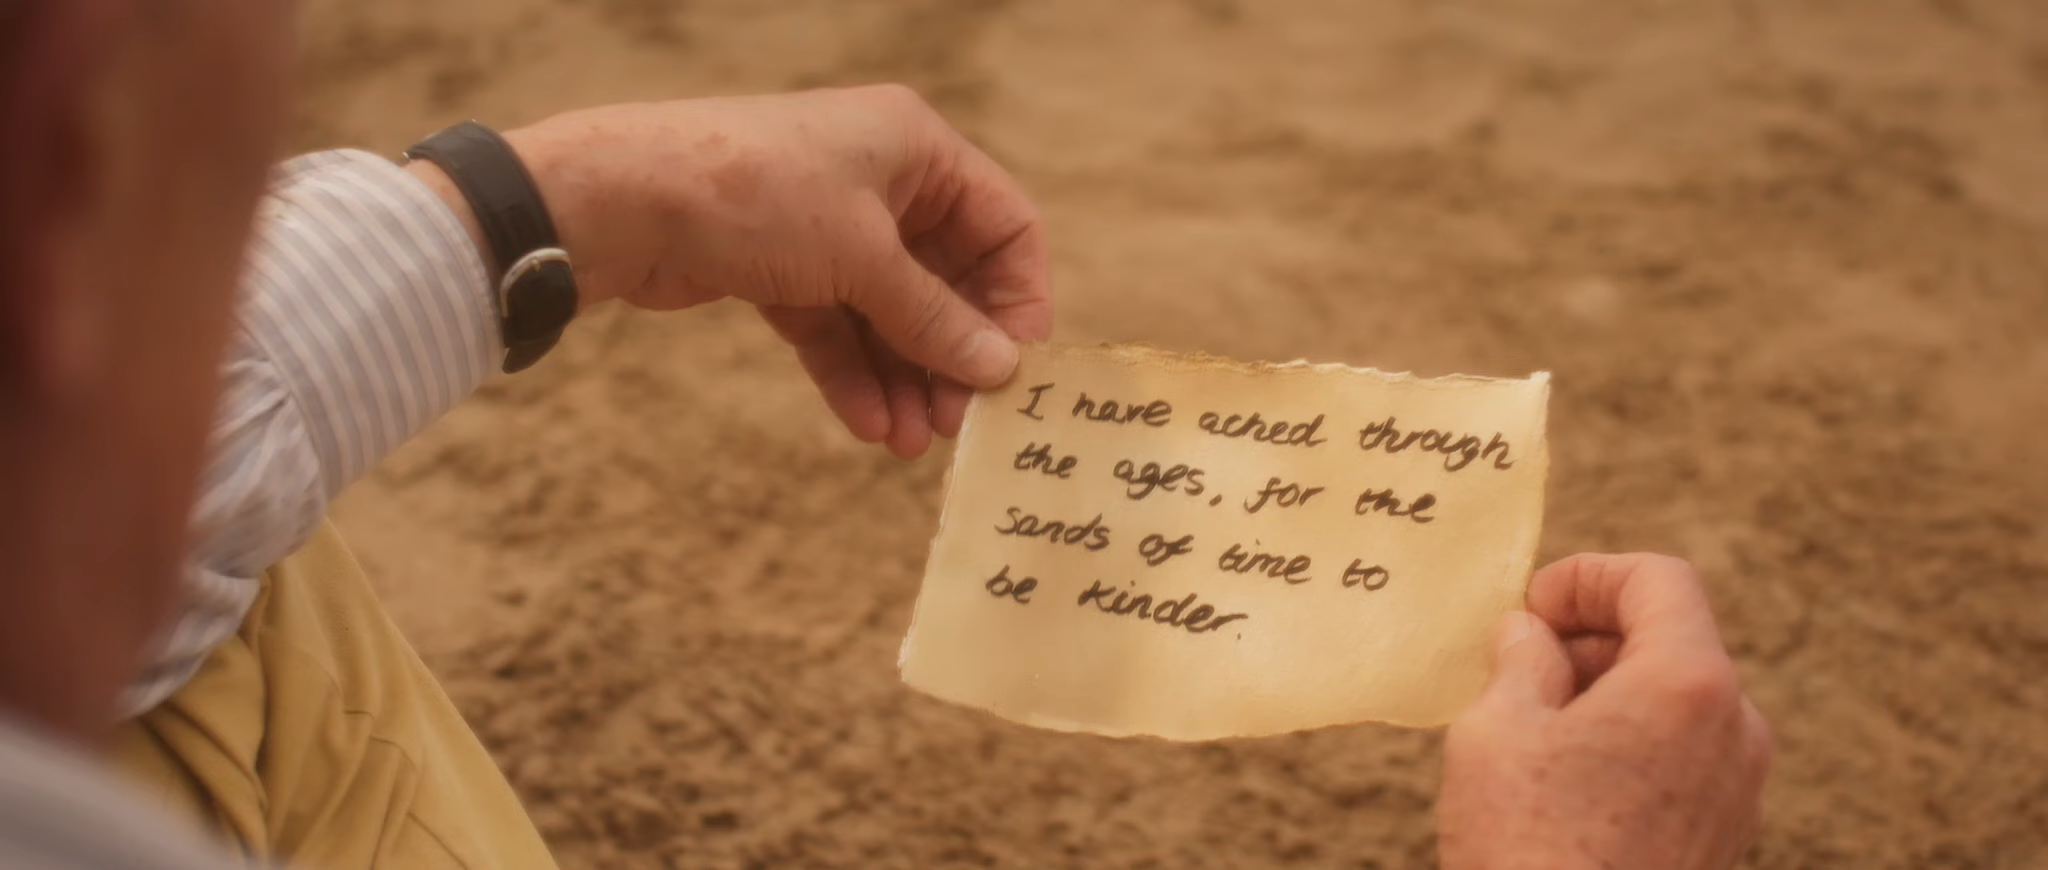 I have ached through
the ages, for the
sands of time to
be kinder.